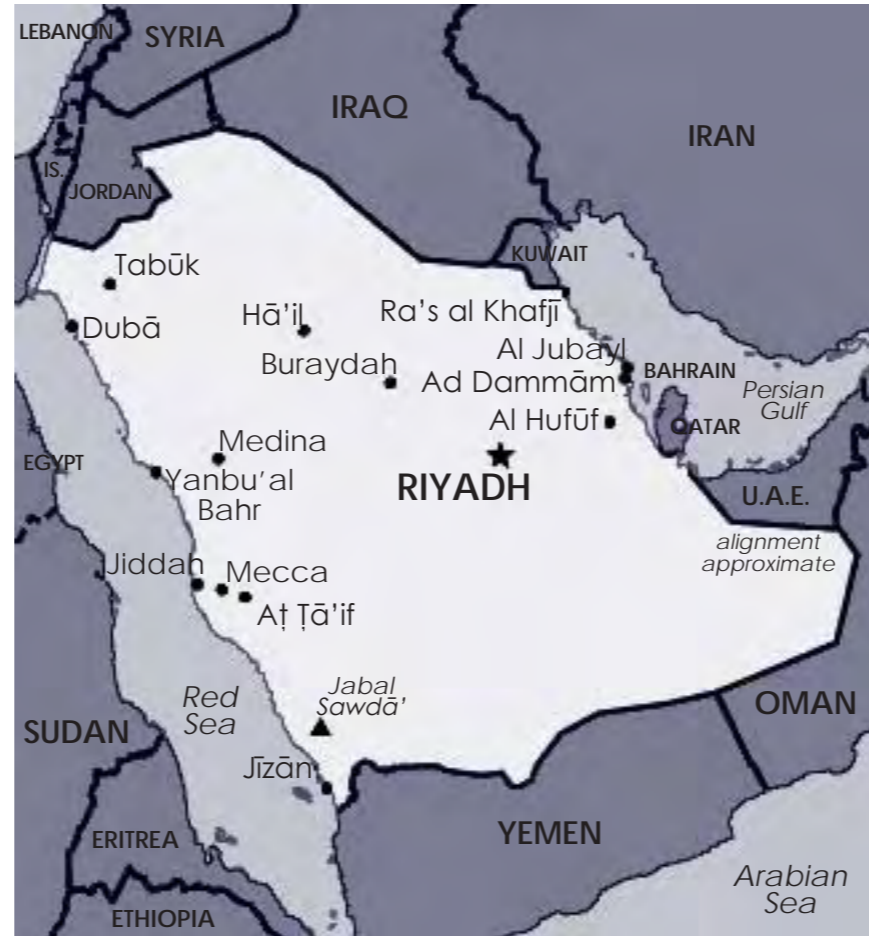 LEBANON
SYRIA
IRAQ
IRAN
IS.
JORDAN
KUWAIT
Tabūk
Ra's al Khafjī
Hā'il
Dubā
Al Jubayl
Buraydah
BAHRAIN
Ad Dammām
Persian
Gulf
Al Hufūf
QATAR
Medina
EGYPT
Yanbu'al
Bahr
RIYADH
U.A.E.
alignment
approximate
Jiddah
Mecca
Aţ Ţā'if
Jabal
Sawdā'
Red
Sea
OMAN
SUDAN
Jīzān
ERITREA
YEMEN
Arabian
Sea
ETHIOPIA